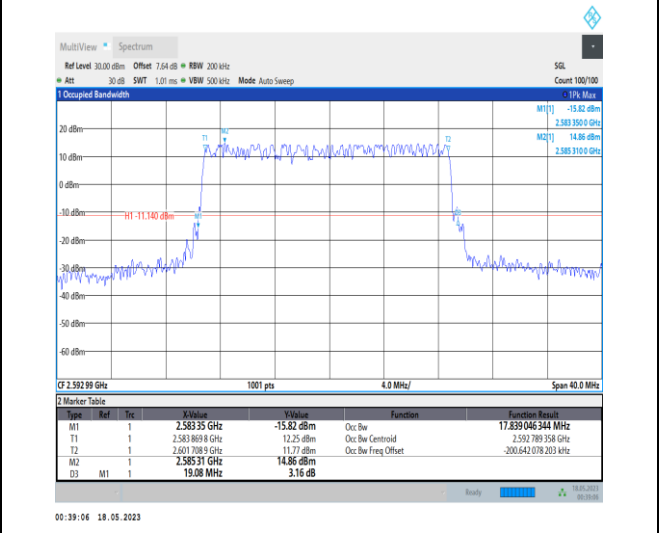 MultiView Spectrum
Ref Level 30.00 dBm Offset 7.64 dB RBW 200 kHz SGL
Att 30 dB SWT 1.01 ms VBW 500 kHz Mode Auto Sweep Count 100/100
1 Occupied Bandwidth 1Pk Max
M1[1] -15.82 dBm
2.583 350 0 GHz
M2[1] 14.86 dBm
2.585 310 0 GHz
20 dBm
T1 M2 T2
10 dBm
0 dBm
-10 dBm
H1 -11.140 dBm M1
-20 dBm
-30 dBm
-40 dBm
-50 dBm
-60 dBm
CF 2.592 99 GHz 1001 pts 4.0 MHz/ Span 40.0 MHz
2 Marker Table
Type Ref Trc X-Value Y-Value Function Function Result
M1 1 2.583 35 GHz -15.82 dBm Occ Bw 17.839 046 344 MHz
T1 1 2.583 869 8 GHz 12.25 dBm Occ Bw Centroid 2.592 789 358 GHz
T2 1 2.601 708 9 GHz 11.77 dBm Occ Bw Freq Offset -200.642 078 203 kHz
M2 1 2.585 31 GHz 14.86 dBm
D3 M1 1 19.08 MHz 3.16 dB
Ready 18.05.2023
00:39:06
00:39:06 18.05.2023